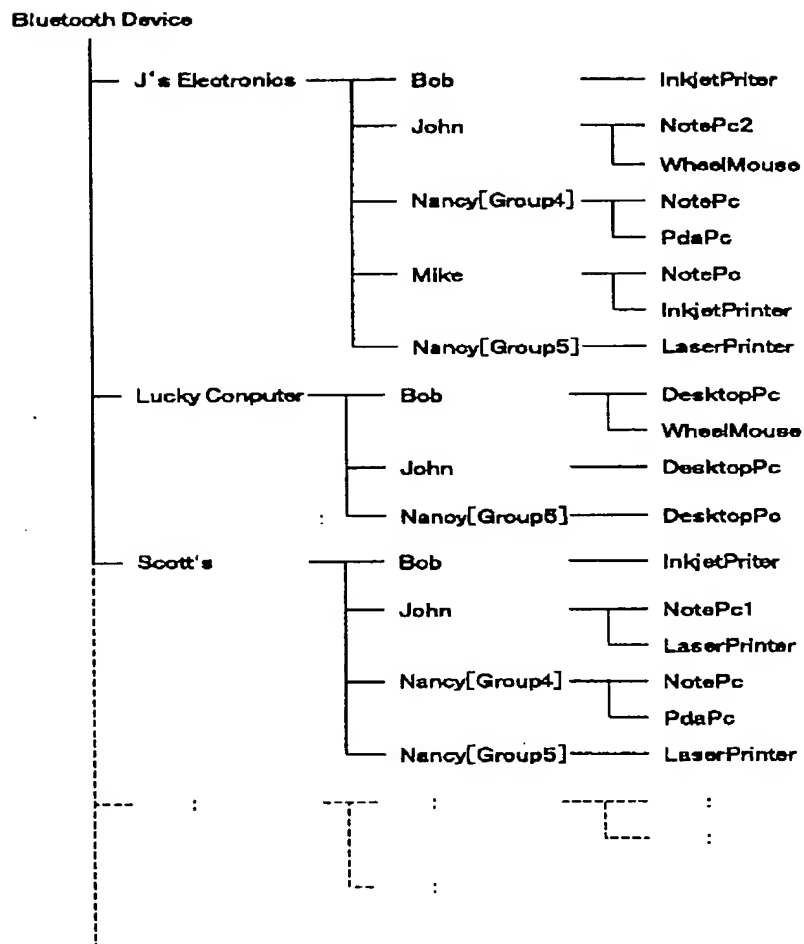 Bluetooth Device
J's Electronics Bob InkjetPriter
John NotePc2
WheelMouse
Nancy[Group4] NotePc
PdaPc
Mike NotePc
InkjetPrinter
Nancy[Group5] LaserPrinter
Lucky Conputer Bob DesktopPc
WheelMouse
John DesktopPc
: Nancy[Group5] DesktopPc
Scott's Bob InkjetPriter
John NotePc1
LaserPrinter
Nancy[Group4] NotePc
PdaPc
Nancy[Group5] LaserPrinter
: : :
:
: